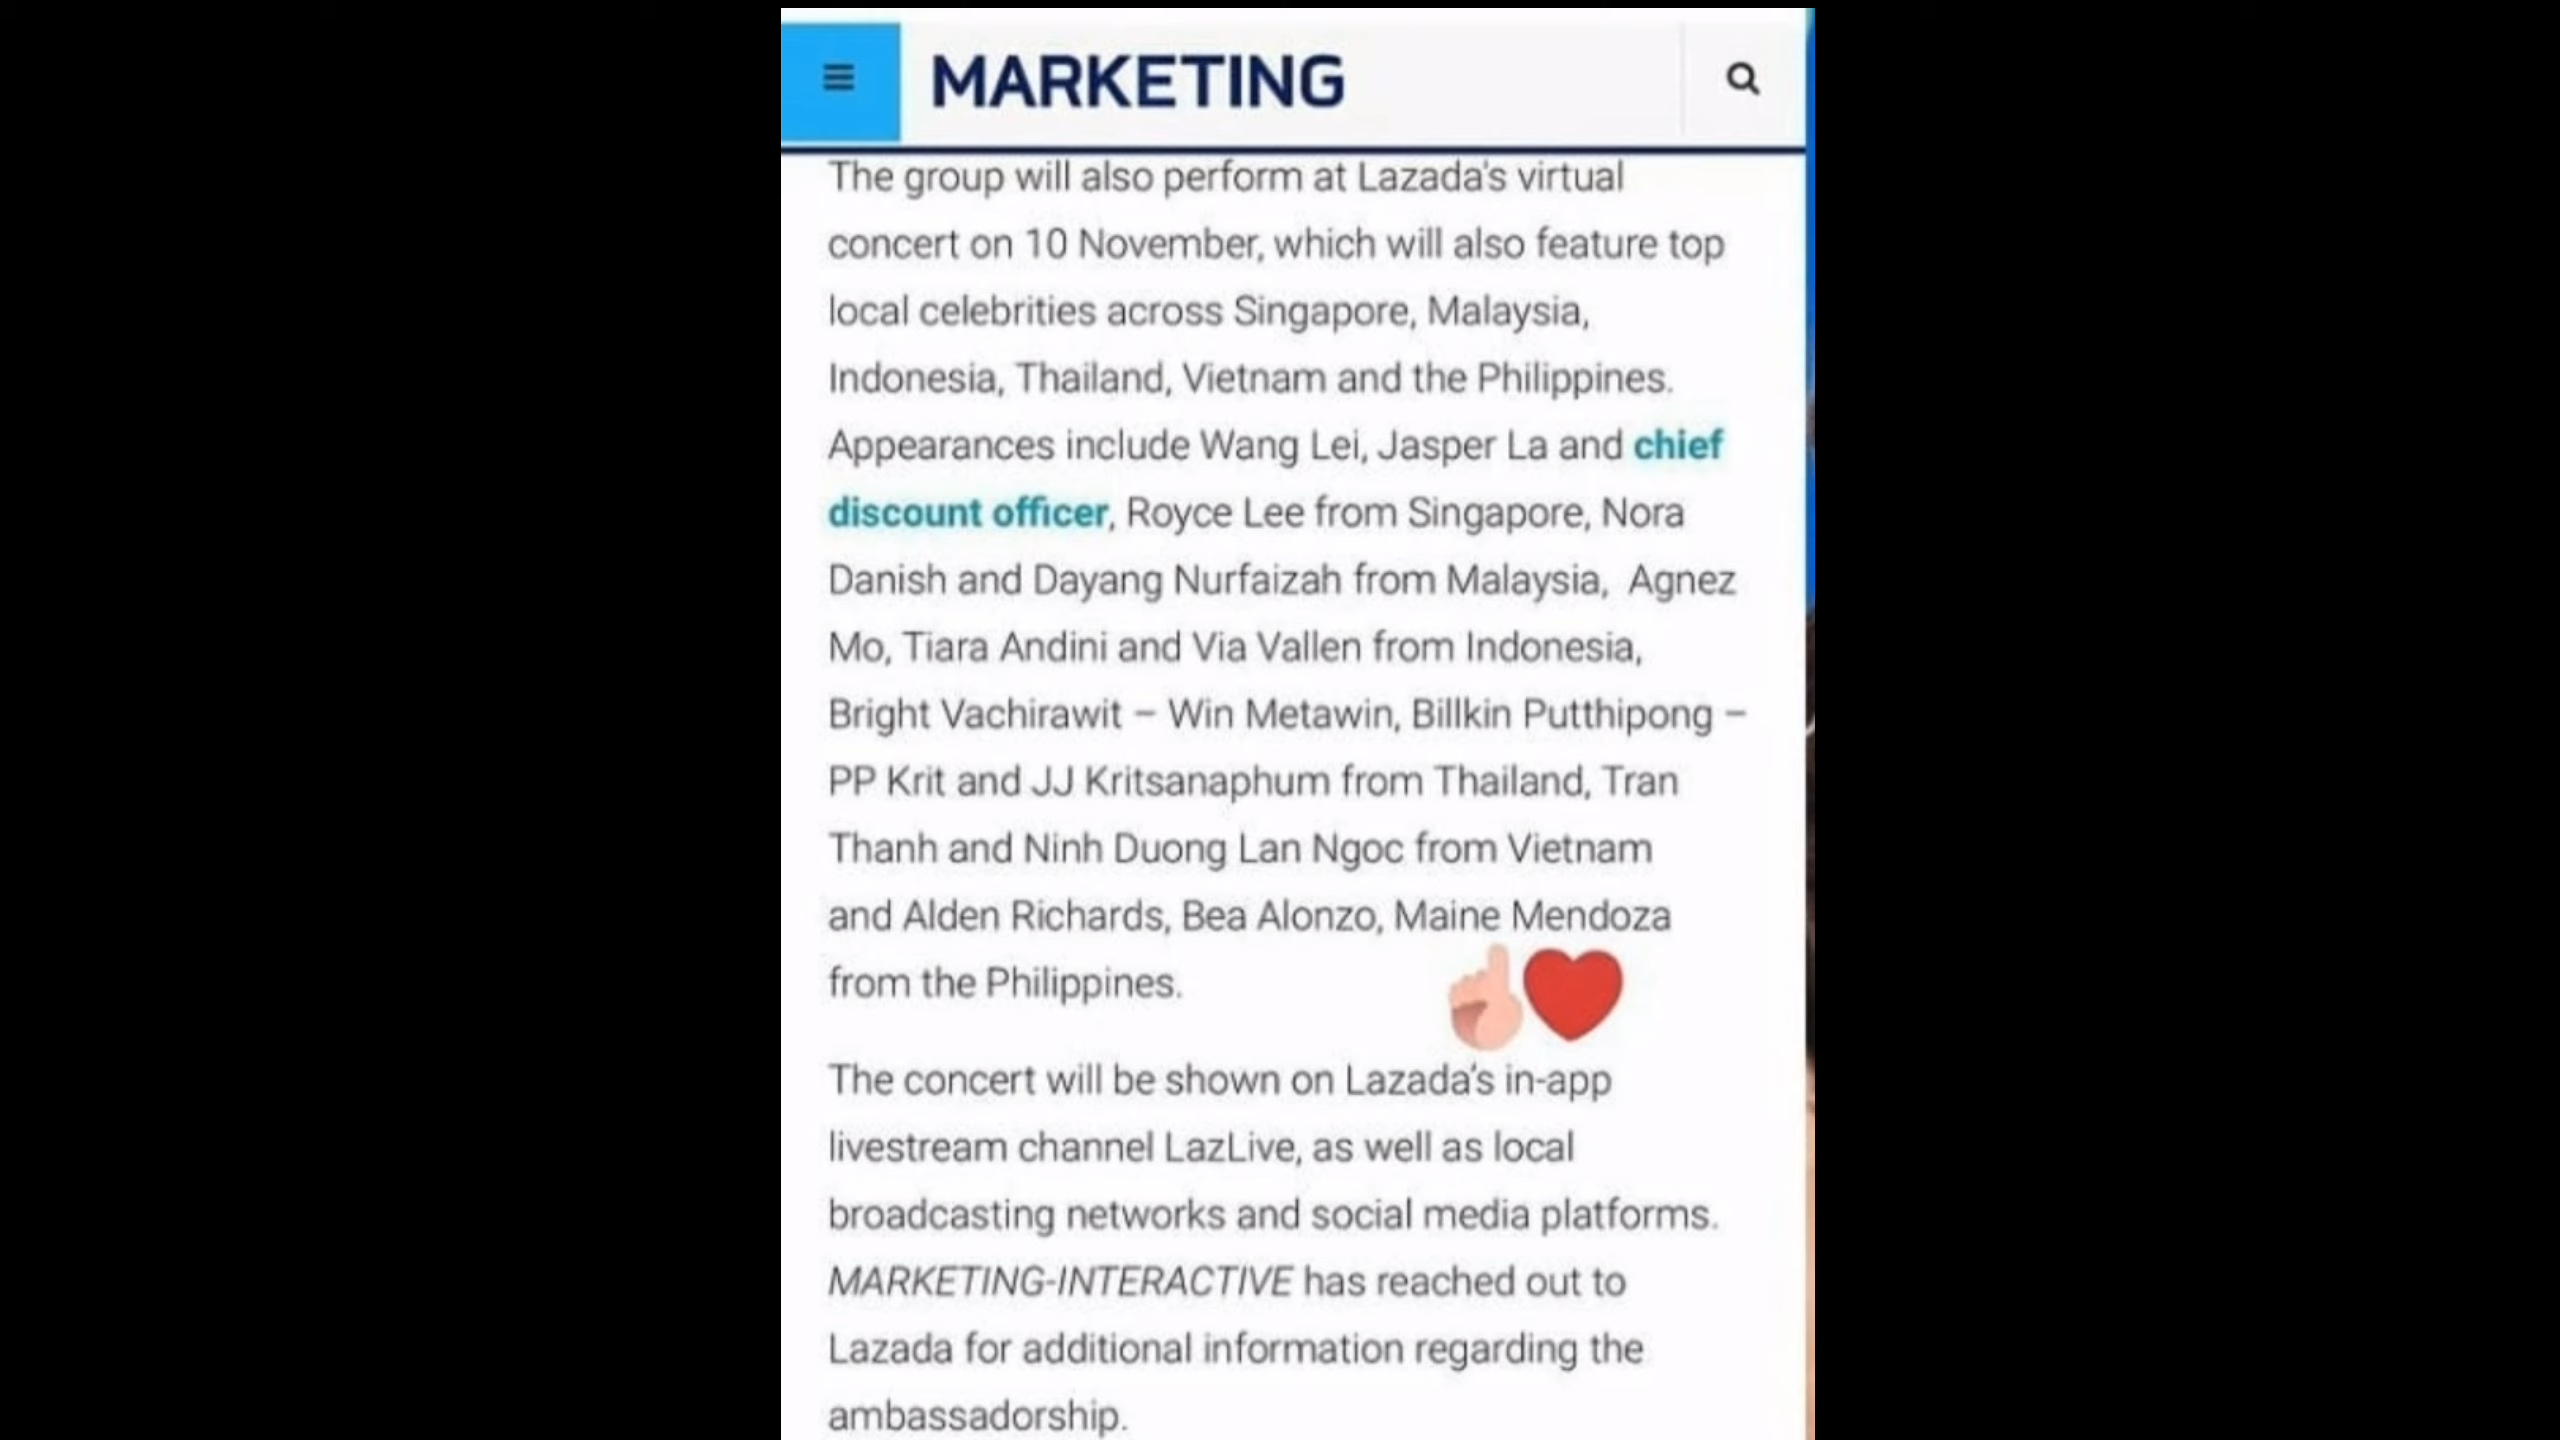 MARKETING
The group will also perform at Lazada's virtual
concert on 10 November, which will also feature top
local celebrities across Singapore, Malaysia,
Indonesia, Thailand, Vietnam and the Philippines.
Appearances include Wang Lei, Jasper La and chief
discount officer, Royce Lee from Singapore, Nora
Danish and Dayang Nurfaizah from Malaysia,  Agnez
Mo, Tiara Andini and Via Vallen from Indonesia,
Bright Vachirawit – Win Metawin, Billkin Putthipong –
PP Krit and JJ Kritsanaphum from Thailand, Tran
Thanh and Ninh Duong Lan Ngoc from Vietnam
and Alden Richards, Bea Alonzo, Maine Mendoza
from the Philippines.
The concert will be shown on Lazada's in-app
livestream channel LazLive, as well as local
broadcasting networks and social media platforms.
MARKETING-INTERACTIVE has reached out to
Lazada for additional information regarding the
ambassadorship.